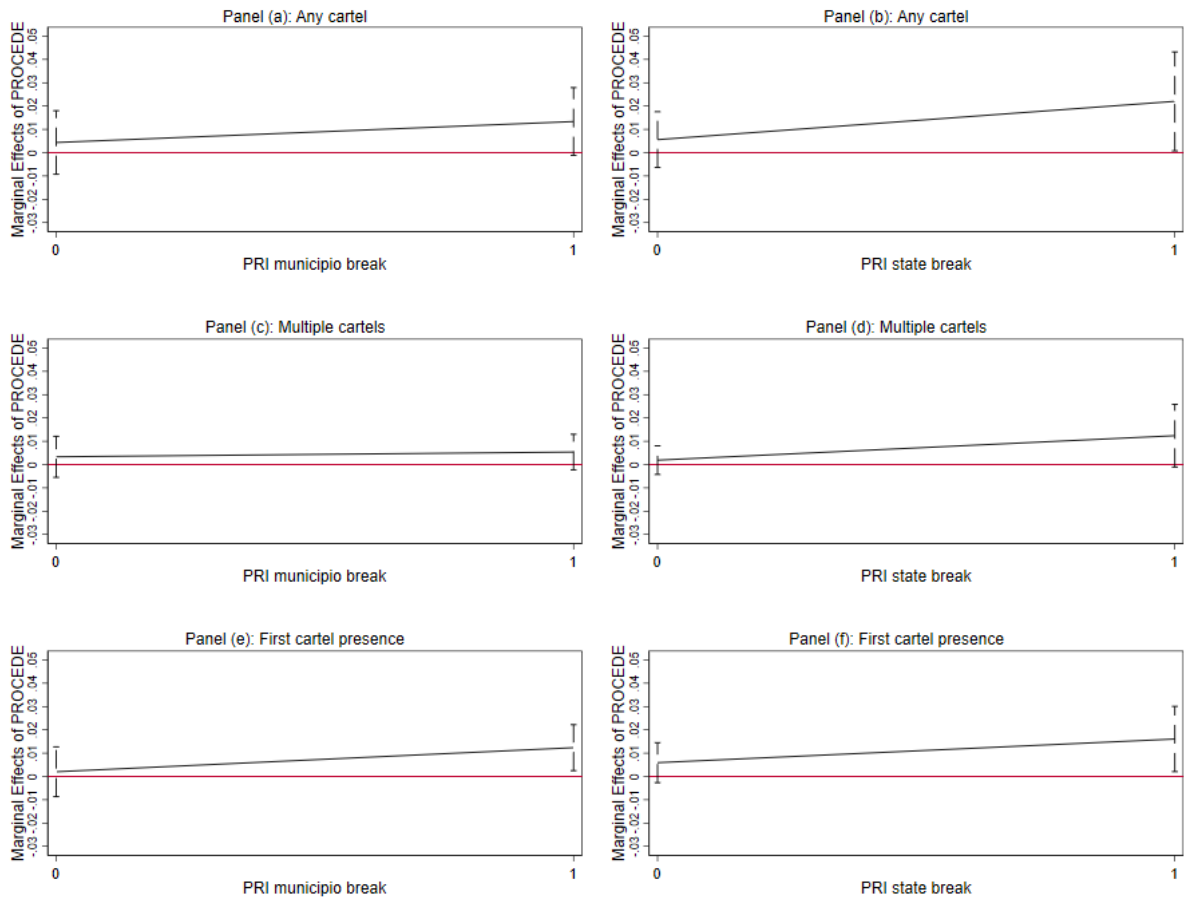 Panel (a): Any cartel
Marginal Effects of PROCEDE
-.03 -.02 -.01 0 .01 .02 .03 .04 .05
0 1
PRI municipio break
Panel (b): Any cartel
Marginal Effects of PROCEDE
-.03 -.02 -.01 0 .01 .02 .03 .04 .05
0 1
PRI state break
Panel (c): Multiple cartels
Marginal Effects of PROCEDE
-.03 -.02 -.01 0 .01 .02 .03 .04 .05
0 1
PRI municipio break
Panel (d): Multiple cartels
Marginal Effects of PROCEDE
-.03 -.02 -.01 0 .01 .02 .03 .04 .05
0 1
PRI state break
Panel (e): First cartel presence
Marginal Effects of PROCEDE
-.03 -.02 -.01 0 .01 .02 .03 .04 .05
0 1
PRI municipio break
Panel (f): First cartel presence
Marginal Effects of PROCEDE
-.03 -.02 -.01 0 .01 .02 .03 .04 .05
0 1
PRI state break